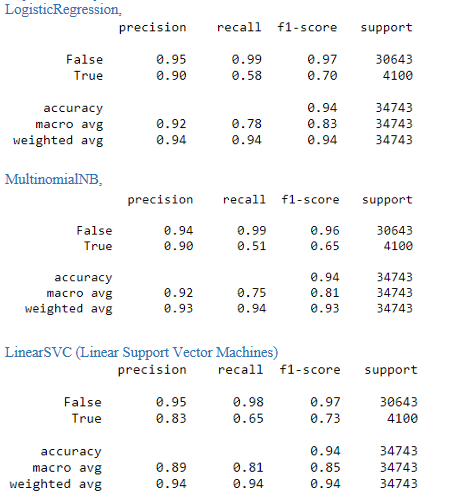 LogisticRegression,
precision recall f1-score support
False 0.95 0.99 0.97 30643
True 0.90 0.58 0.70 4100
accuracy 0.94 34743
macro avg 0.92 0.78 0.83 34743
weighted avg 0.94 0.94 0.94 34743
MultinomialNB,
precision recall f1-score support
False 0.94 0.99 0.96 30643
True 0.90 0.51 0.65 4100
accuracy 0.94 34743
macro avg 0.92 0.75 0.81 34743
weighted avg 0.93 0.94 0.93 34743
LinearSVC (Linear Support Vector Machines)
precision recall f1-score support
False 0.95 0.98 0.97 30643
True 0.83 0.65 0.73 4100
accuracy 0.94 34743
macro avg 0.89 0.81 0.85 34743
weighted avg 0.94 0.94 0.94 34743